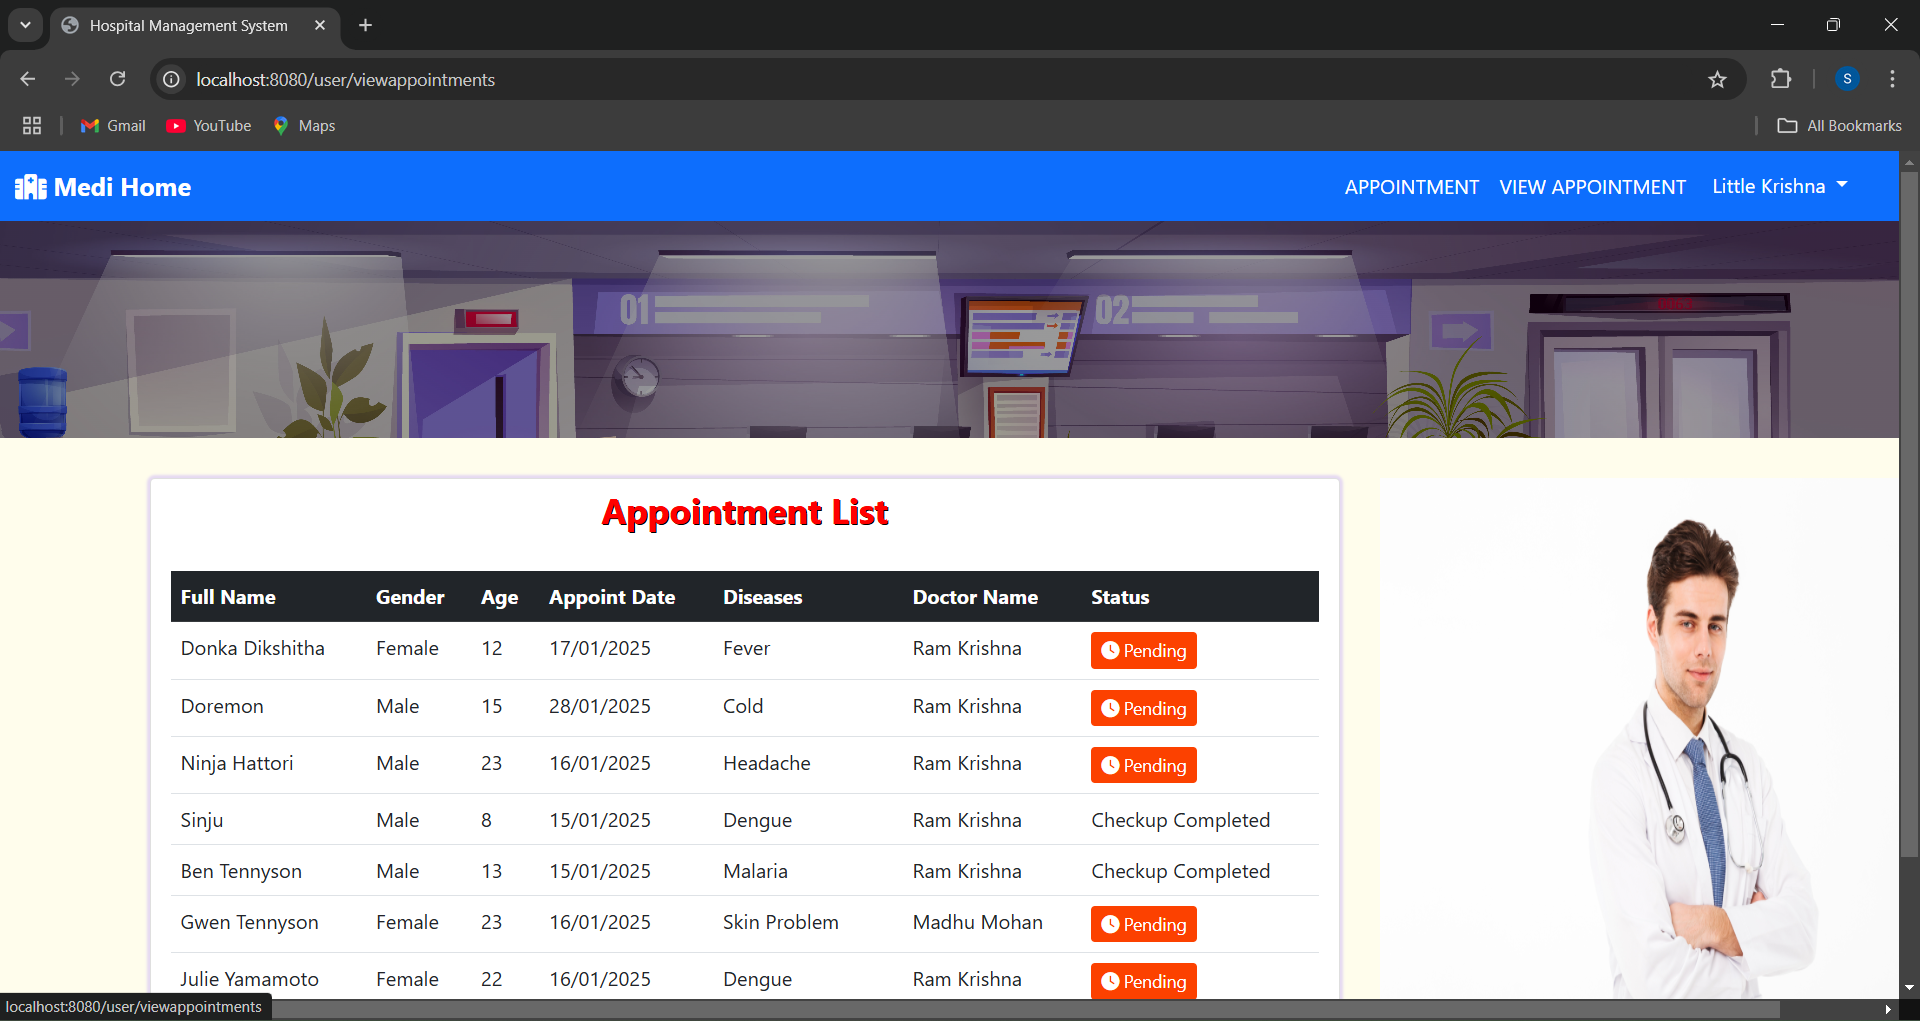 Hospital Management System
localhost:8080/user/viewappointments
S
Gmail YouTube Maps All Bookmarks
Medi Home APPOINTMENT VIEW APPOINTMENT Little Krishna
01 02
Appointment List
Full Name Gender Age Appoint Date Diseases Doctor Name Status
Donka Dikshitha Female 12 17/01/2025 Fever Ram Krishna Pending
Doremon Male 15 28/01/2025 Cold Ram Krishna Pending
Ninja Hattori Male 23 16/01/2025 Headache Ram Krishna Pending
Sinju Male 8 15/01/2025 Dengue Ram Krishna Checkup Completed
Ben Tennyson Male 13 15/01/2025 Malaria Ram Krishna Checkup Completed
Gwen Tennyson Female 23 16/01/2025 Skin Problem Madhu Mohan Pending
Julie Yamamoto Female 22 16/01/2025 Dengue Ram Krishna Pending
localhost:8080/user/viewappointments